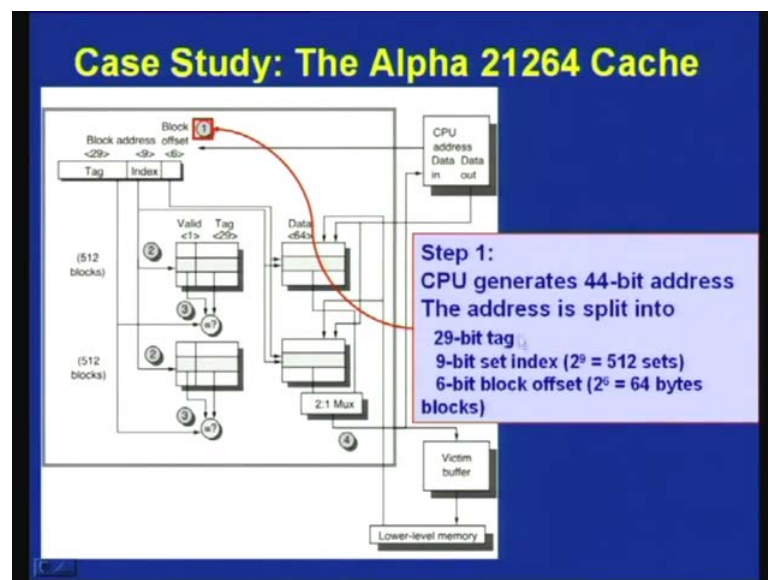 Case Study: The Alpha 21264 Cache
Block
Block address offset
<29> <9> <6>
Tag Index
1
CPU
address
Data Data
in out
Valid Tag
<1> <29>
Data
<64>
(512
blocks)
2
3
=?
(512
blocks)
2
3
=?
2:1 Mux
4
Victim
buffer
Lower-level memory
Step 1:
CPU generates 44-bit address
The address is split into
29-bit tag
9-bit set index (2⁹ = 512 sets)
6-bit block offset (2⁶ = 64 bytes
blocks)